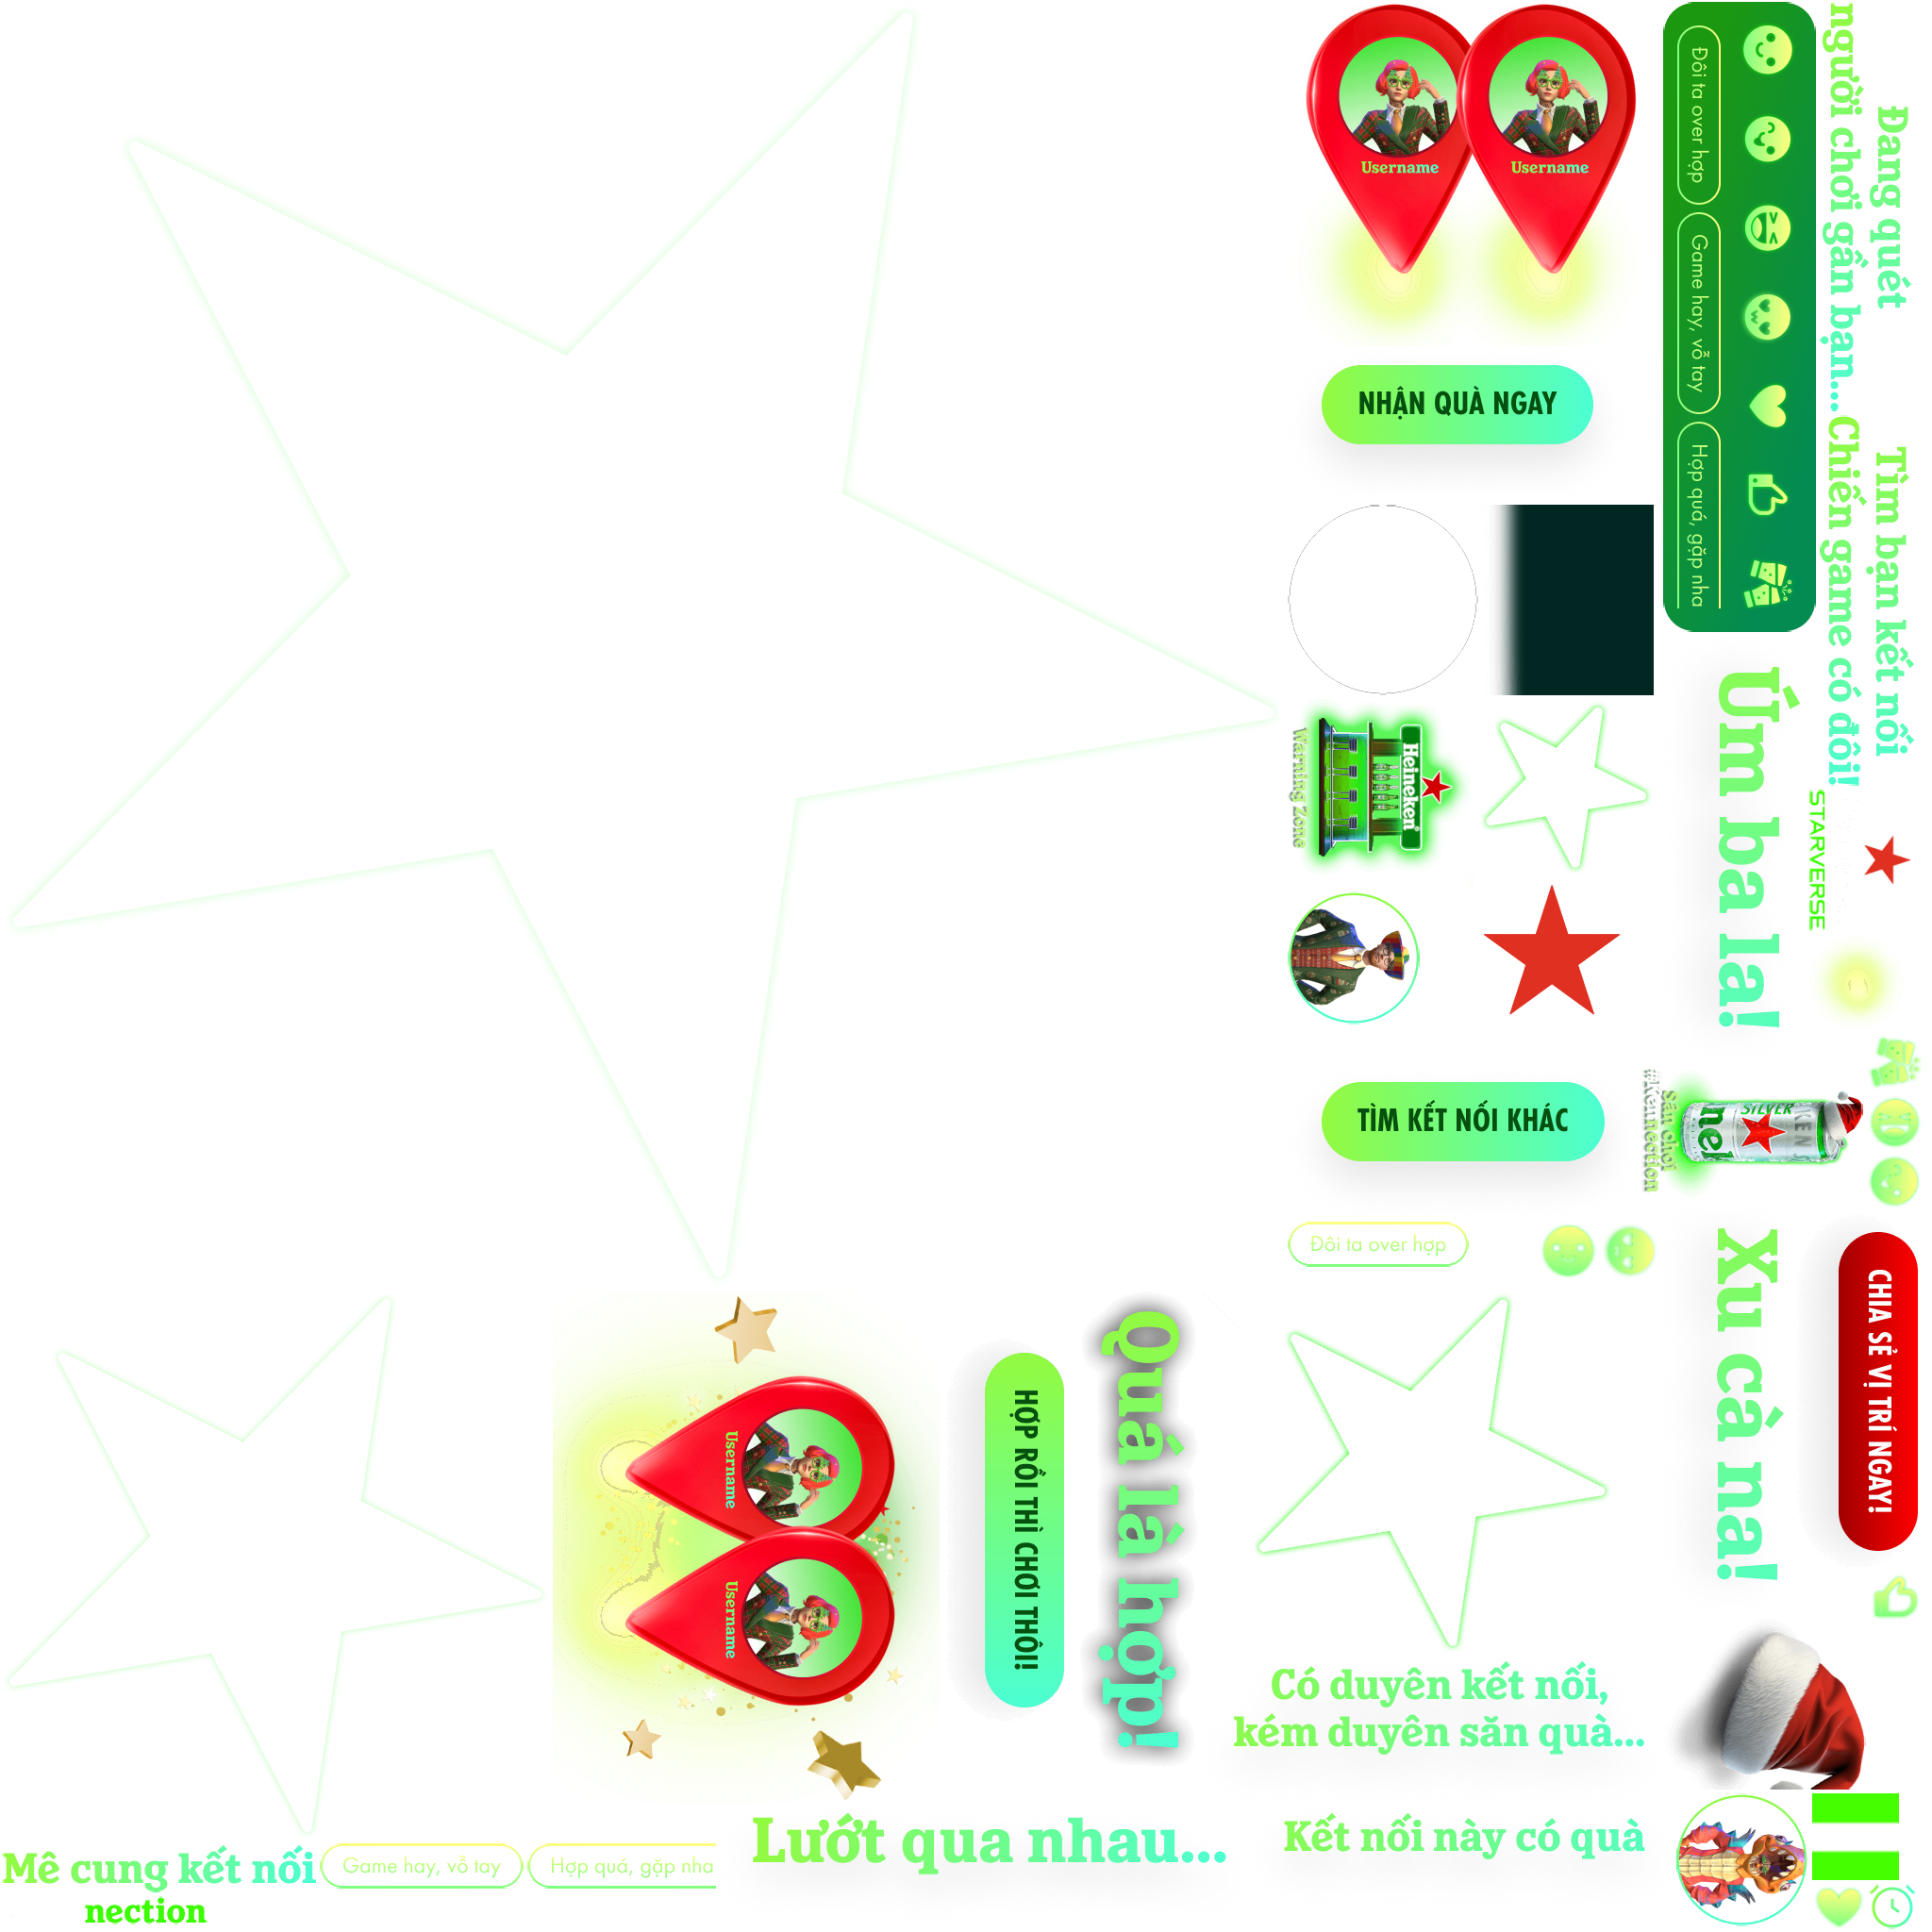 Username
Username
Đôi ta over hợp
Game hay, vỗ tay
Hợp quá, gặp nha
Đang quét
người chơi gần bạn...
Tìm bạn kết nối
Chiến game có đôi!
NHẬN QUÀ NGAY
Heineken
Warning Zone
Úm ba la!
STARVERSE
TÌM KẾT NỐI KHÁC
Săn chơi
#Kennection
SILVER
Đôi ta over hợp
Xu cá na!
CHIA SẺ VỊ TRÍ NGAY!
Username
Username
HỢP RỒI THÌ CHƠI THÔI!
Quá là hợp!
Có duyên kết nối,
kém duyên săn quà...
Lướt qua nhau...
Kết nối này có quà
Mê cung kết nối
Game hay, vỗ tay
Hợp quá, gặp nha
nection